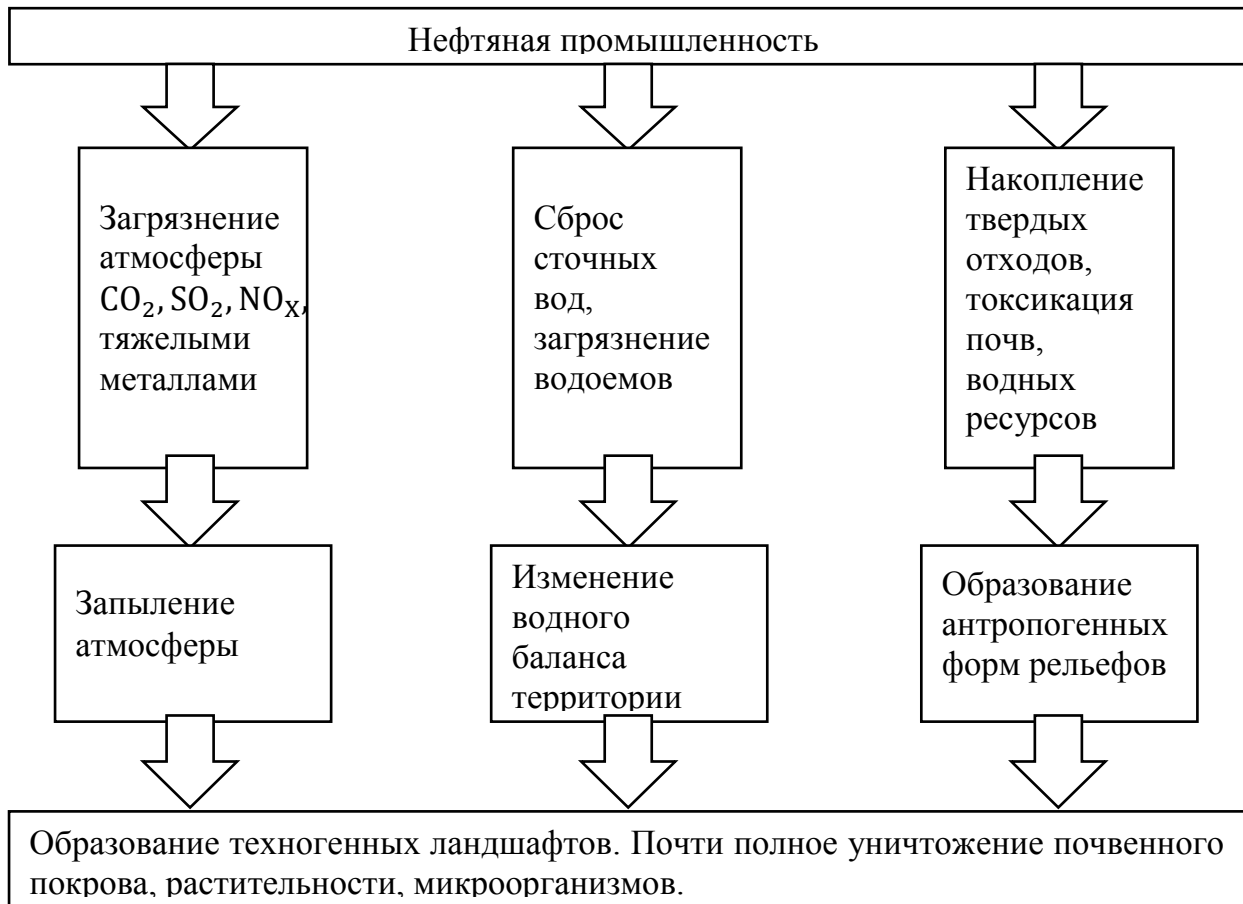 Нефтяная промышленность
Загрязнение
атмосферы
CO₂, SO₂, NOₓ,
тяжелыми
металлами
Сброс
сточных
вод,
загрязнение
водоемов
Накопление
твердых
отходов,
токсикация
почв,
водных
ресурсов
Запыление
атмосферы
Изменение
водного
баланса
территории
Образование
антропогенных
форм рельефов
Образование техногенных ландшафтов. Почти полное уничтожение почвенного
покрова, растительности, микроорганизмов.